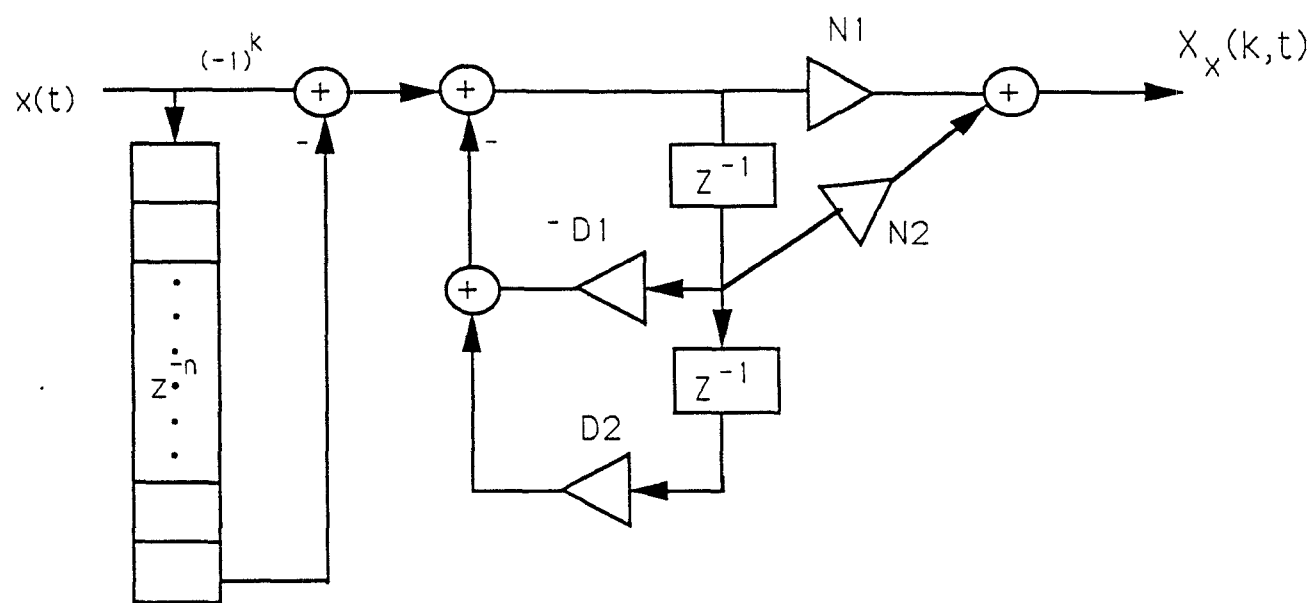 N1
(-1)^k
X_x(k,t)
x(t)
+
+
+
-
-
z^-1
N2
-D1
+
z^-n
z^-1
D2